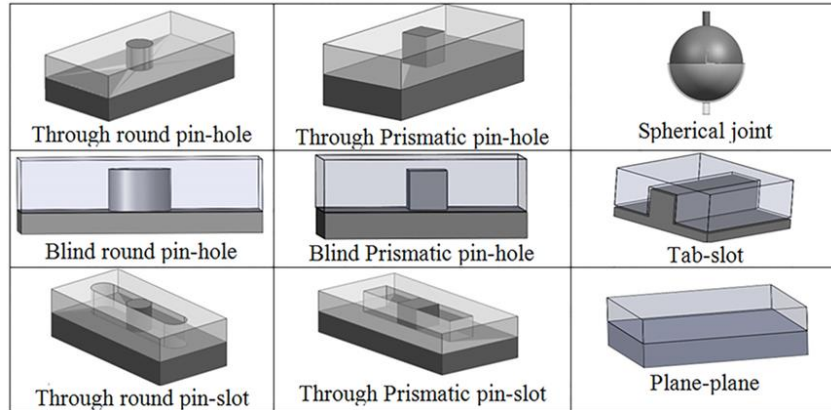 Through round pin-hole
Through Prismatic pin-hole
Spherical joint
Blind round pin-hole
Blind Prismatic pin-hole
Tab-slot
Through round pin-slot
Through Prismatic pin-slot
Plane-plane